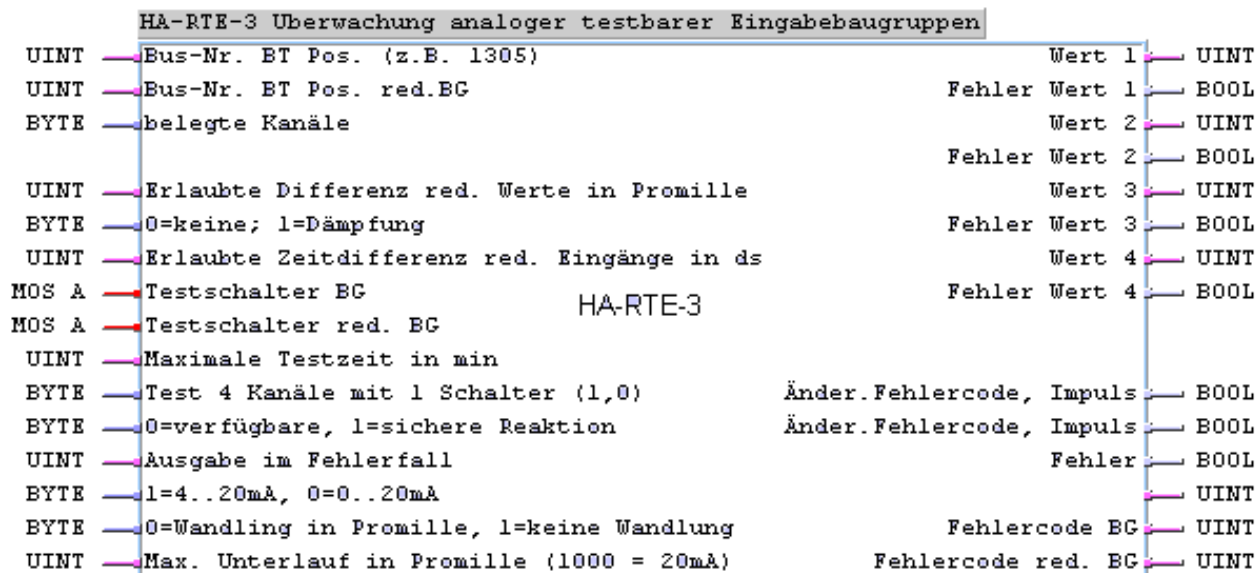 HA-RTE-3 Uberwachung analoger testbarer Eingabebaugruppen
UINT Bus-Nr. BT Pos. (z.B. 1305) Wert 1 UINT
UINT Bus-Nr. BT Pos. red.BG Fehler Wert 1 BOOL
BYTE belegte Kanäle Wert 2 UINT
Fehler Wert 2 BOOL
UINT Erlaubte Differenz red. Werte in Promille Wert 3 UINT
BYTE 0=keine; 1=Dämpfung Fehler Wert 3 BOOL
UINT Erlaubte Zeitdifferenz red. Eingänge in ds Wert 4 UINT
MOS A Testschalter BG Fehler Wert 4 BOOL
HA-RTE-3
MOS A Testschalter red. BG
UINT Maximale Testzeit in min
BYTE Test 4 Kanäle mit 1 Schalter (1,0) Änder.Fehlercode, Impuls BOOL
BYTE 0=verfügbare, 1=sichere Reaktion Änder.Fehlercode, Impuls BOOL
UINT Ausgabe im Fehlerfall Fehler BOOL
BYTE 1=4..20mA, 0=0..20mA UINT
BYTE 0=Wandling in Promille, 1=keine Wandlung Fehlercode BG UINT
UINT Max. Unterlauf in Promille (1000 = 20mA) Fehlercode red. BG UINT